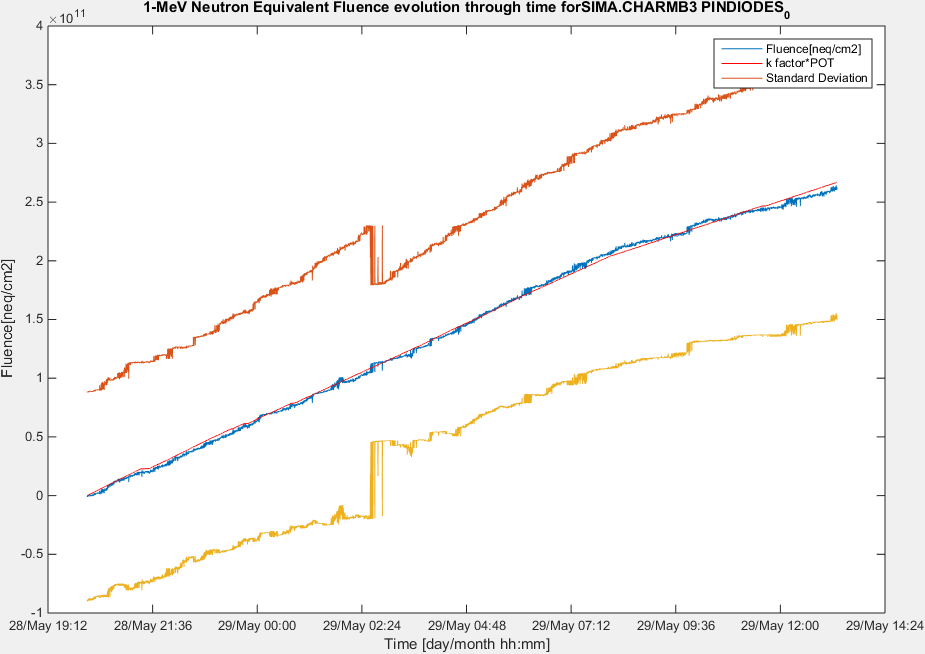 1-MeV Neutron Equivalent Fluence evolution through time forSIMA.CHARMB3 PINDIODES0
× 10^11
4
3.5
3
2.5
2
1.5
1
0.5
0
-0.5
-1
Fluence[neq/cm2]
Fluence[neq/cm2]
k factor*POT
Standard Deviation
28/May 19:12 28/May 21:36 29/May 00:00 29/May 02:24 29/May 04:48 29/May 07:12 29/May 09:36 29/May 12:00 29/May 14:24
Time [day/month hh:mm]